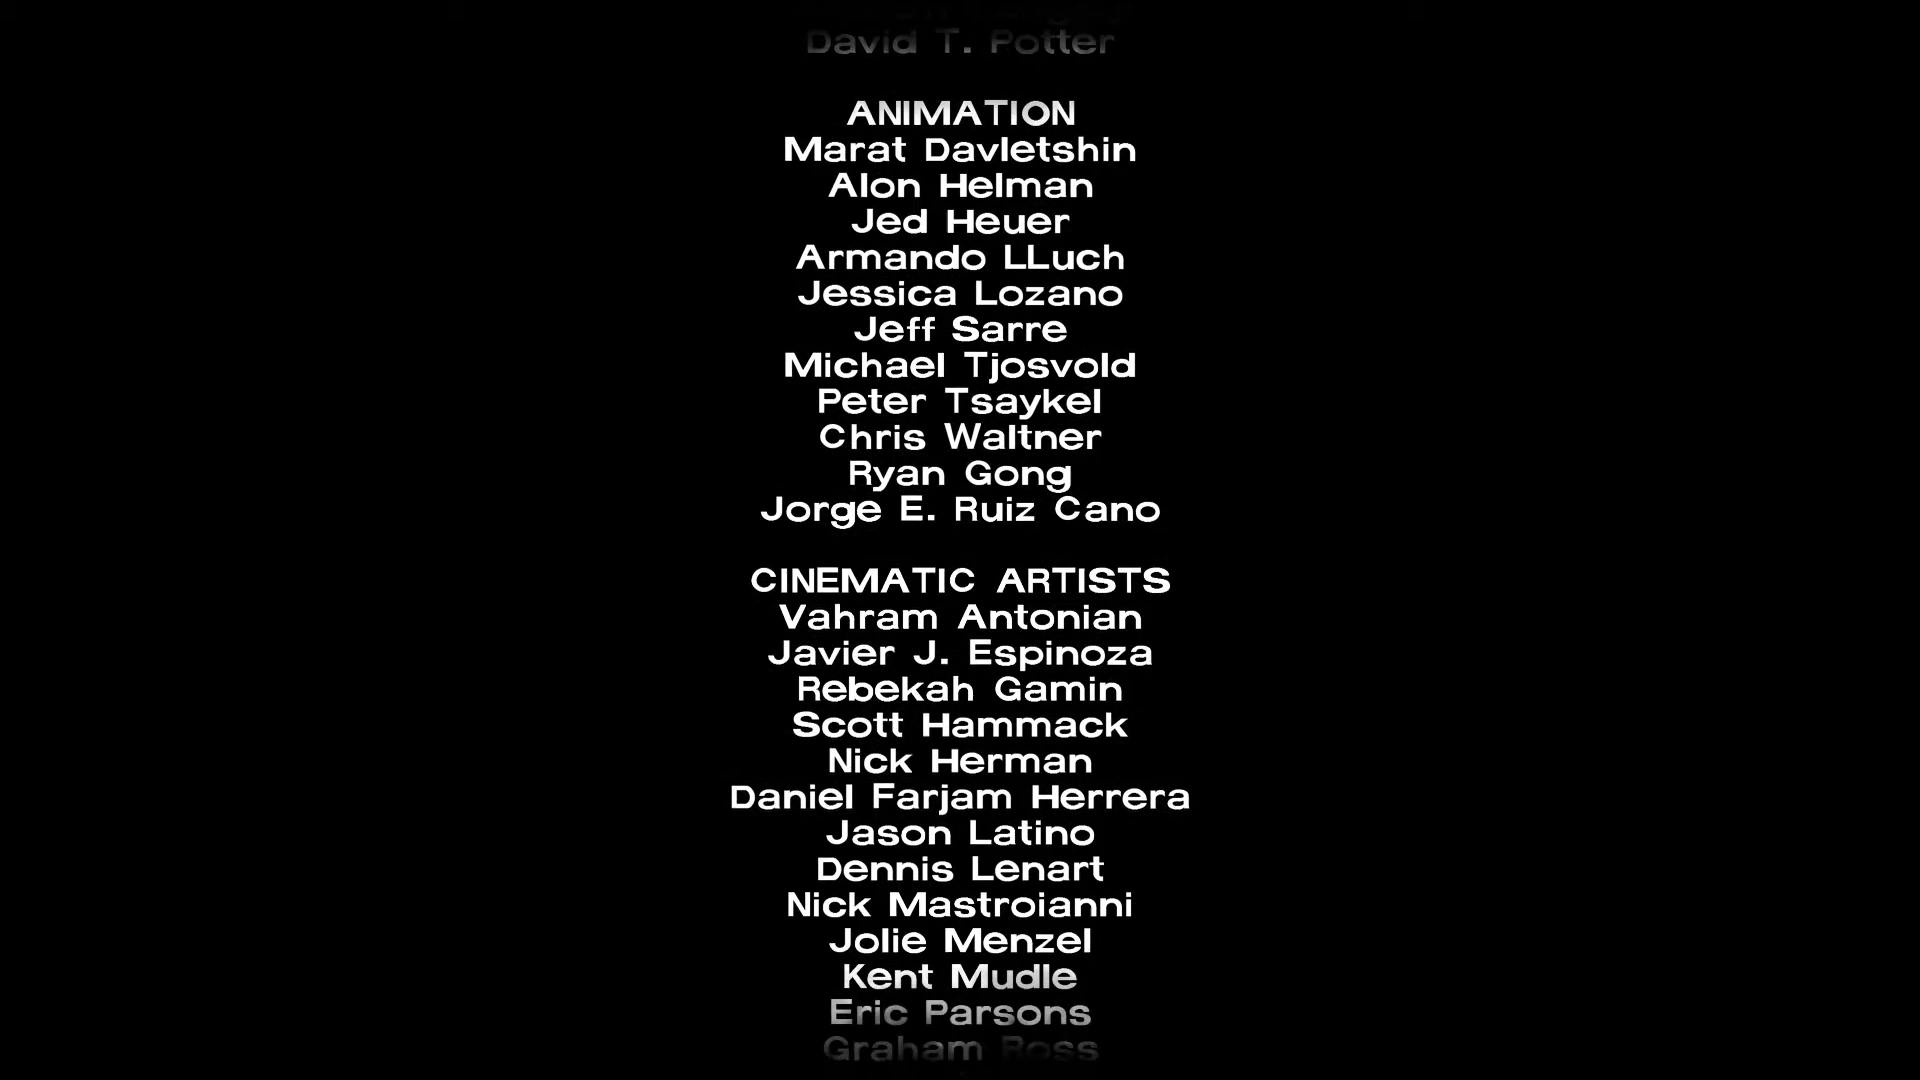 David T. Potter
ANIMATION
Marat Davletshin
Alon Helman
Jed Heuer
Armando LLuch
Jessica Lozano
Jeff Sarre
Michael Tjosvold
Peter Tsaykel
Chris Waltner
Ryan Gong
Jorge E. Ruiz Cano
CINEMATIC ARTISTS
Vahram Antonian
Javier J. Espinoza
Rebekah Gamin
Scott Hammack
Nick Herman
Daniel Farjam Herrera
Jason Latino
Dennis Lenart
Nick Mastroianni
Jolie Menzel
Kent Mudle
Eric Parsons
Graham Ross